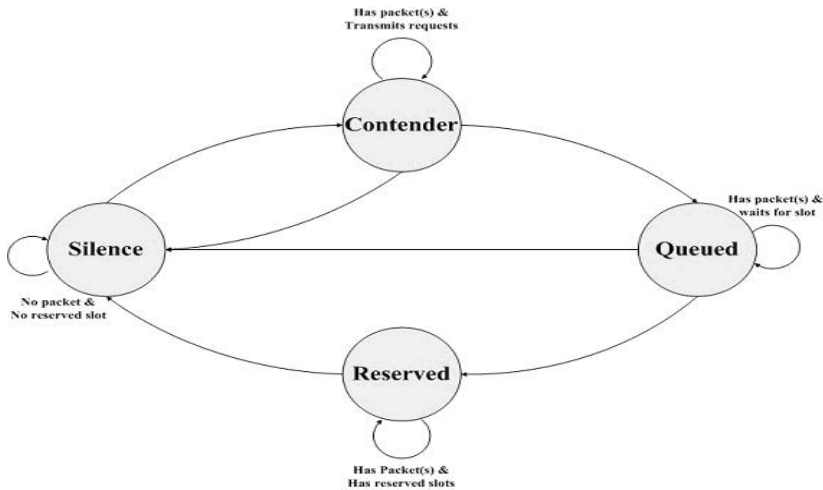 Has packet(s) &
Transmits requests
Contender
Has packet(s) &
waits for slot
Silence
Queued
No packet &
No reserved slot
Reserved
Has Packet(s) &
Has reserved slots